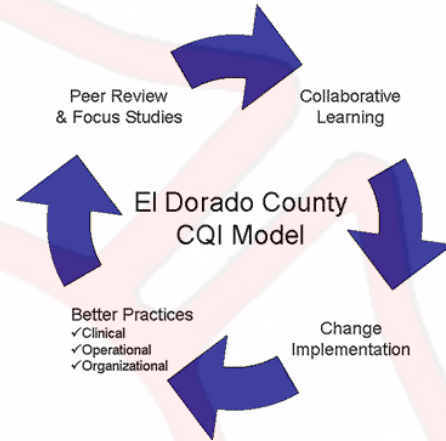 Peer Review
& Focus Studies
Collaborative
Learning
El Dorado County
CQI Model
Better Practices
✓Clinical
✓Operational
✓Organizational
Change
Implementation